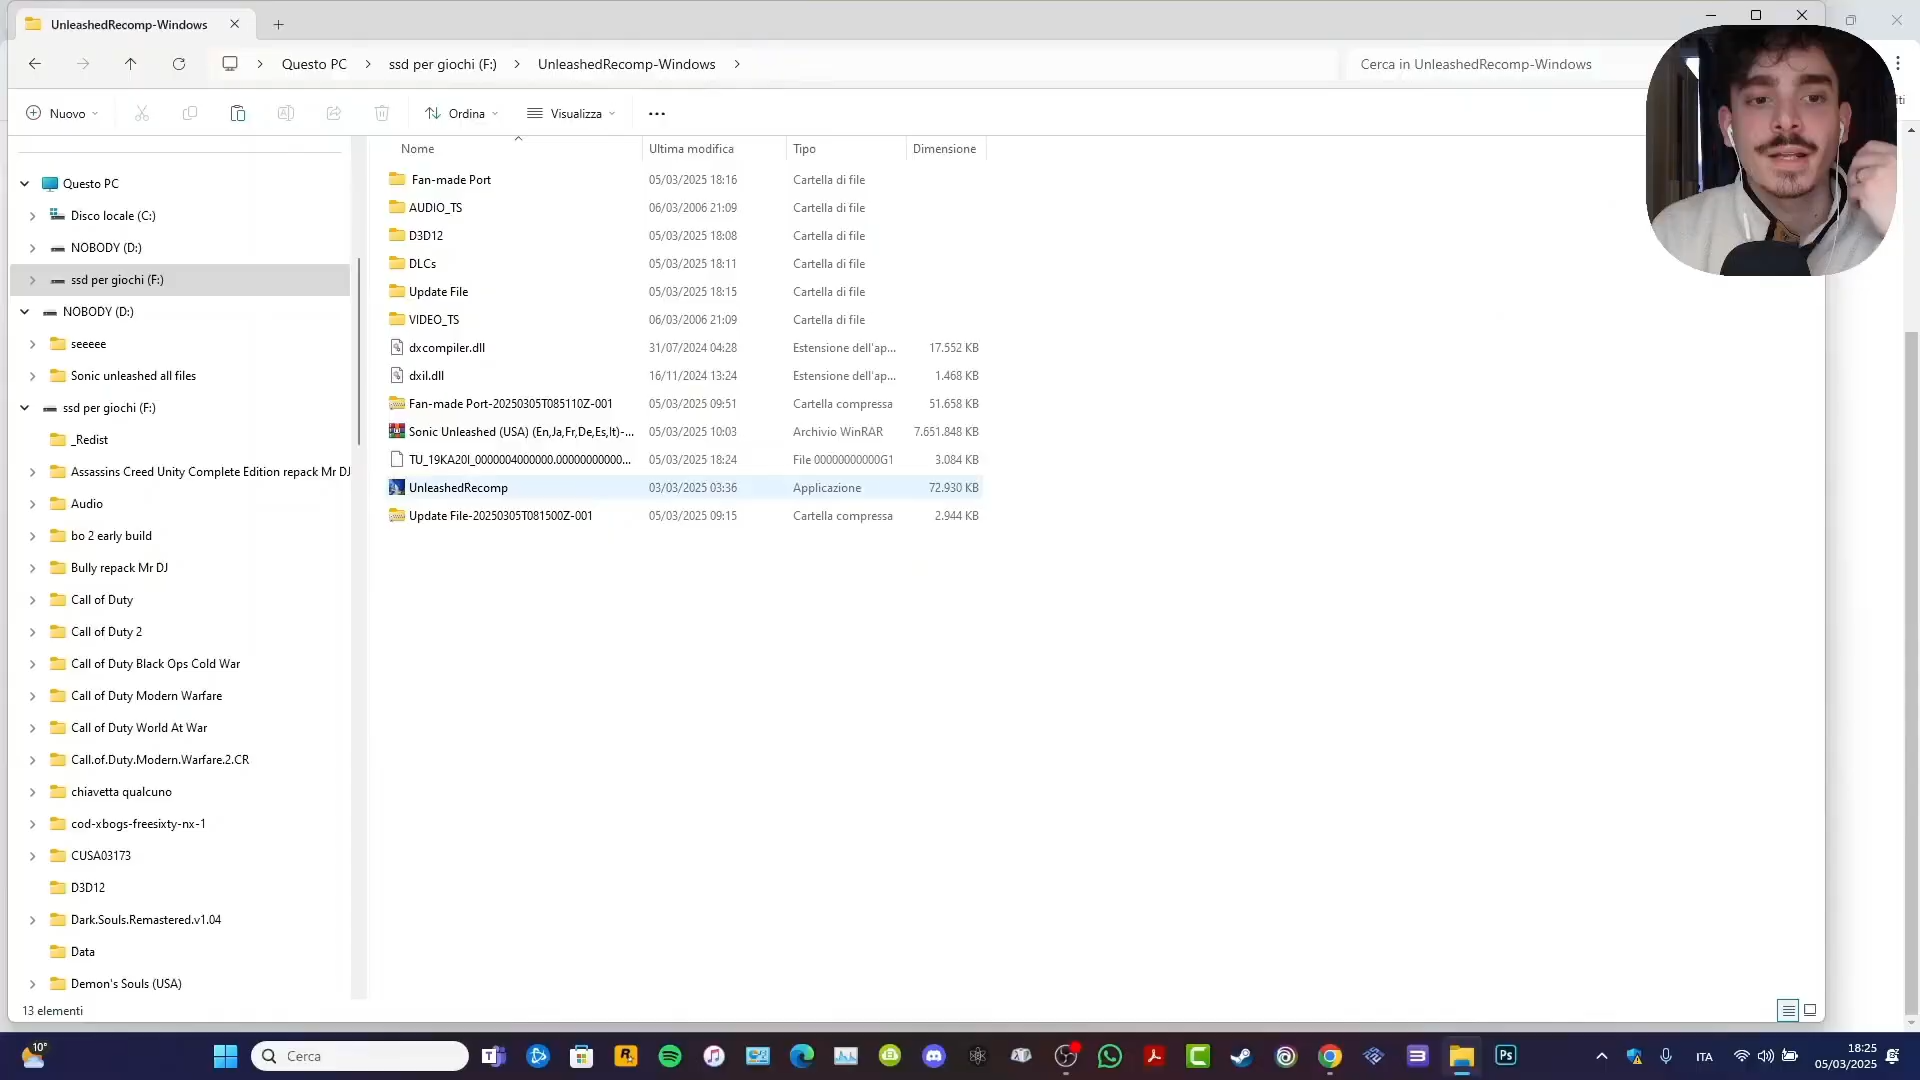 UnleashedRecomp-Windows
Questo PC
ssd per giochi (F:)
UnleashedRecomp-Windows
Cerca in UnleashedRecomp-Windows
Nuovo
Ordina
Visualizza
Nome Ultima modifica Tipo Dimensione
Fan-made Port 05/03/2025 18:16 Cartella di file
AUDIO_TS 06/03/2006 21:09 Cartella di file
D3D12 05/03/2025 18:08 Cartella di file
DLCs 05/03/2025 18:11 Cartella di file
Update File 05/03/2025 18:15 Cartella di file
VIDEO_TS 06/03/2006 21:09 Cartella di file
dxcompiler.dll 31/07/2024 04:28 Estensione dell'ap... 17.552 KB
dxil.dll 16/11/2024 13:24 Estensione dell'ap... 1.468 KB
Fan-made Port-20250305T085110Z-001 05/03/2025 09:51 Cartella compressa 51.658 KB
Sonic Unleashed (USA) (En,Ja,Fr,De,Es,It)-... 05/03/2025 10:03 Archivio WinRAR 7.651.848 KB
TU_19KA20I_0000004000000.00000000000... 05/03/2025 18:24 File 00000000000G1 3.084 KB
UnleashedRecomp 03/03/2025 03:36 Applicazione 72.930 KB
Update File-20250305T081500Z-001 05/03/2025 09:15 Cartella compressa 2.944 KB
Questo PC
Disco locale (C:)
NOBODY (D:)
ssd per giochi (F:)
NOBODY (D:)
seeeee
Sonic unleashed all files
ssd per giochi (F:)
_Redist
Assassins Creed Unity Complete Edition repack Mr DJ
Audio
bo 2 early build
Bully repack Mr DJ
Call of Duty
Call of Duty 2
Call of Duty Black Ops Cold War
Call of Duty Modern Warfare
Call of Duty World At War
Call.of.Duty.Modern.Warfare.2.CR
chiavetta qualcuno
cod-xbogs-freesixty-nx-1
CUSA03173
D3D12
Dark.Souls.Remastered.v1.04
Data
Demon's Souls (USA)
13 elementi
10°
Cerca
ITA
18:25
05/03/2025